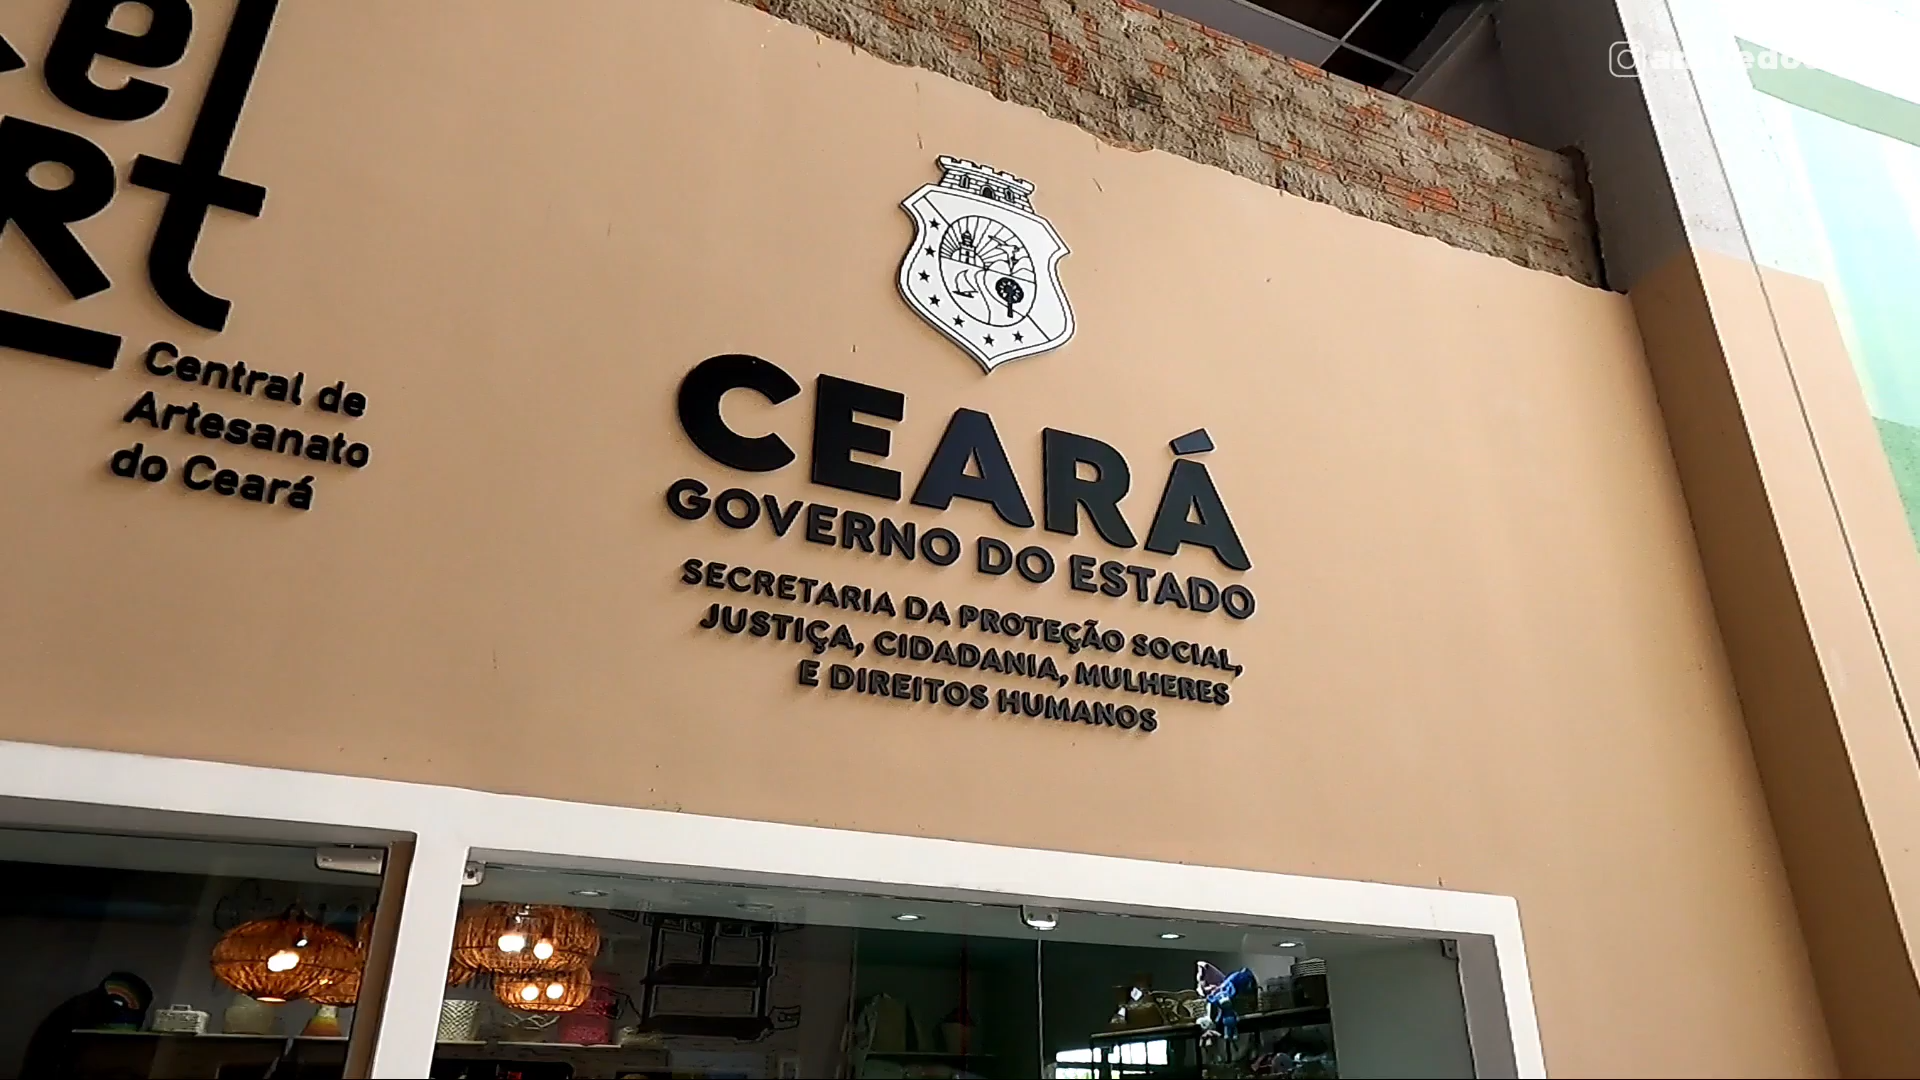 Central de
Artesanato
do Ceará
CEARÁ
GOVERNO DO ESTADO
SECRETARIA DA PROTEÇÃO SOCIAL,
JUSTIÇA, CIDADANIA, MULHERES
E DIREITOS HUMANOS